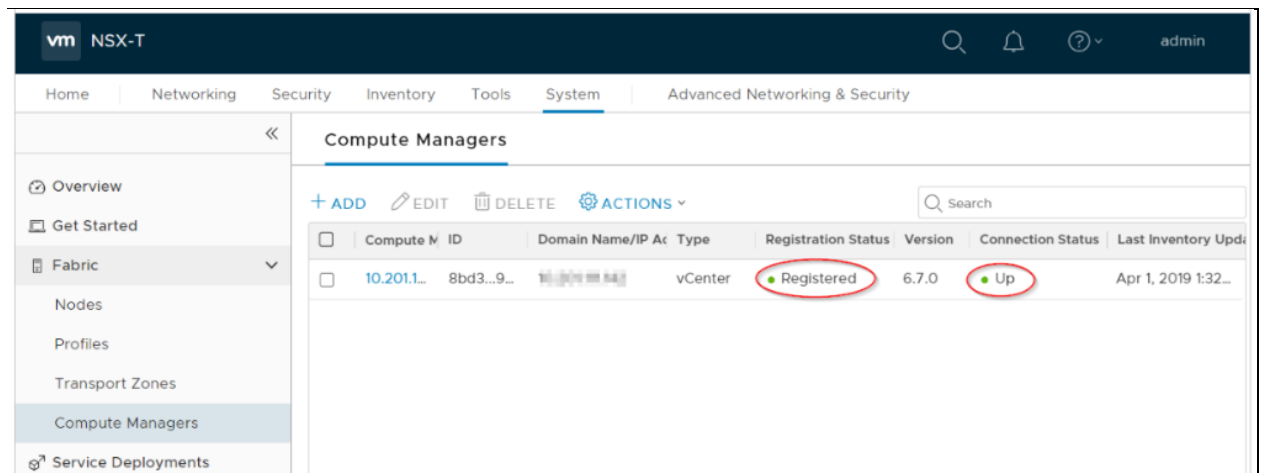 vm NSX-T admin
Home Networking Security Inventory Tools System Advanced Networking & Security
Compute Managers
Overview
Get Started
Fabric
Nodes
Profiles
Transport Zones
Compute Managers
Service Deployments
+ ADD EDIT DELETE ACTIONS Search
Compute M ID Domain Name/IP Ac Type Registration Status Version Connection Status Last Inventory Upda
10.201.1... 8bd3...9... vCenter Registered 6.7.0 Up Apr 1, 2019 1:32...